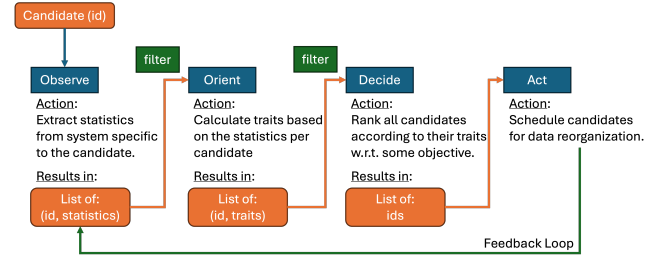 Candidate (id)
filter
filter
Observe
Orient
Decide
Act
Action:
Extract statistics
from system specific
to the candidate.
Action:
Calculate traits based
on the statistics per
candidate
Action:
Rank all candidates
according to their traits
w.r.t. some objective.
Action:
Schedule candidates
for data reorganization.
Results in:
Results in:
Results in:
List of:
(id, statistics)
List of:
(id, traits)
List of:
ids
Feedback Loop